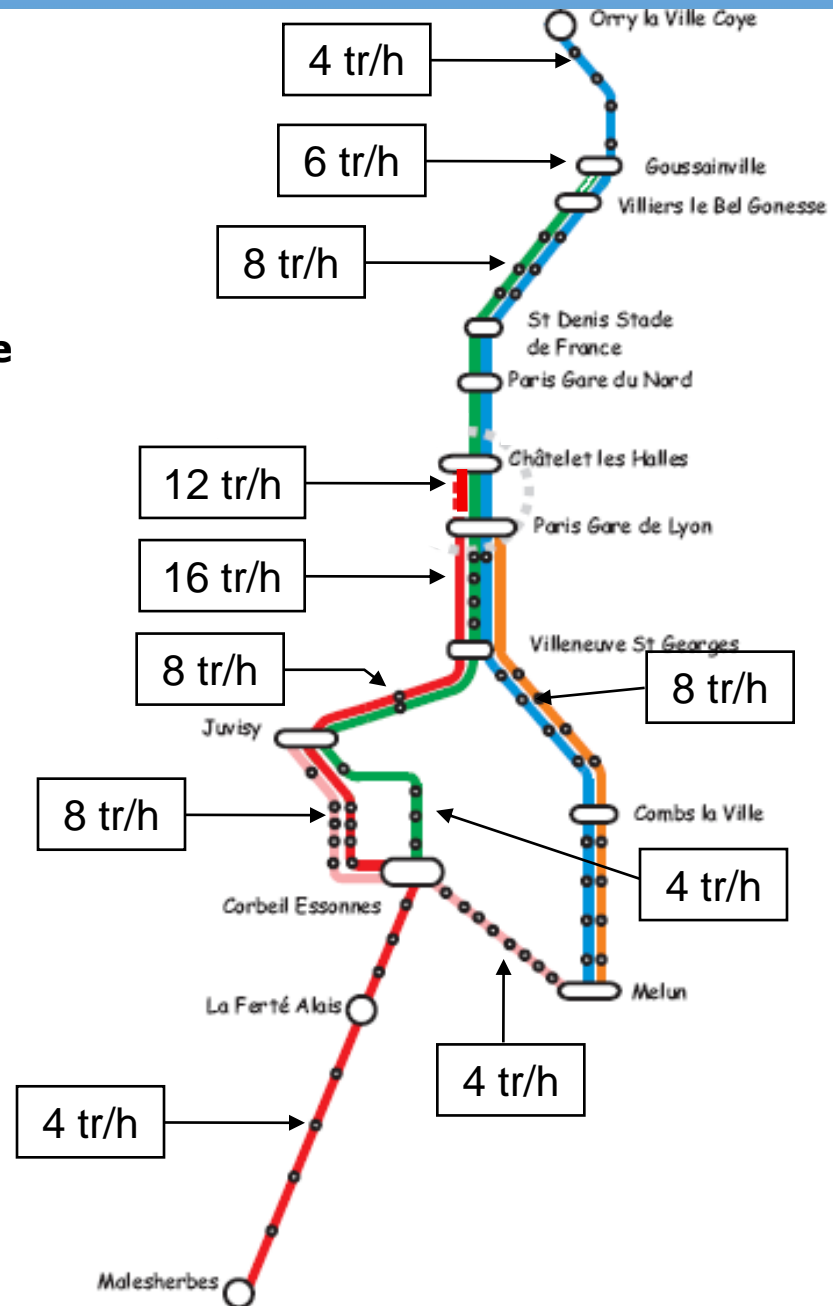 Orry la Ville Coye
4 tr/h
6 tr/h
Goussainville
Villiers le Bel Gonesse
8 tr/h
St Denis Stade
de France
e
Paris Gare du Nord
Châtelet les Halles
12 tr/h
Paris Gare de Lyon
16 tr/h
Villeneuve St Georges
8 tr/h
8 tr/h
Juvisy
8 tr/h
Combs la Ville
4 tr/h
Corbeil Essonnes
Melun
La Ferté Alais
4 tr/h
4 tr/h
Malesherbes